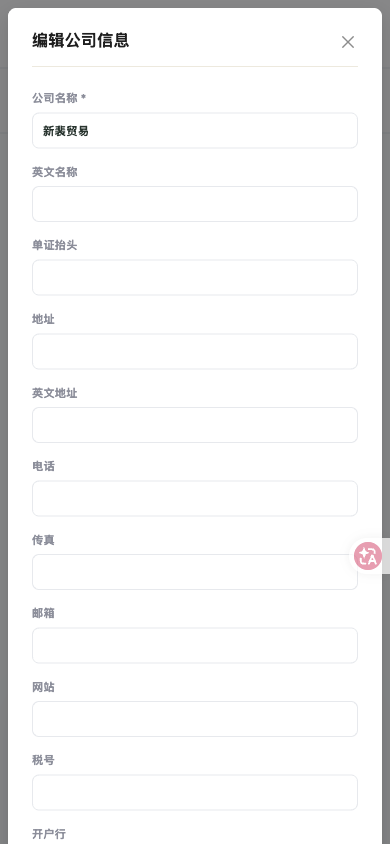 编辑公司信息
公司名称 *
新裴贸易
英文名称
单证抬头
地址
英文地址
电话
传真
邮箱
网站
税号
开户行